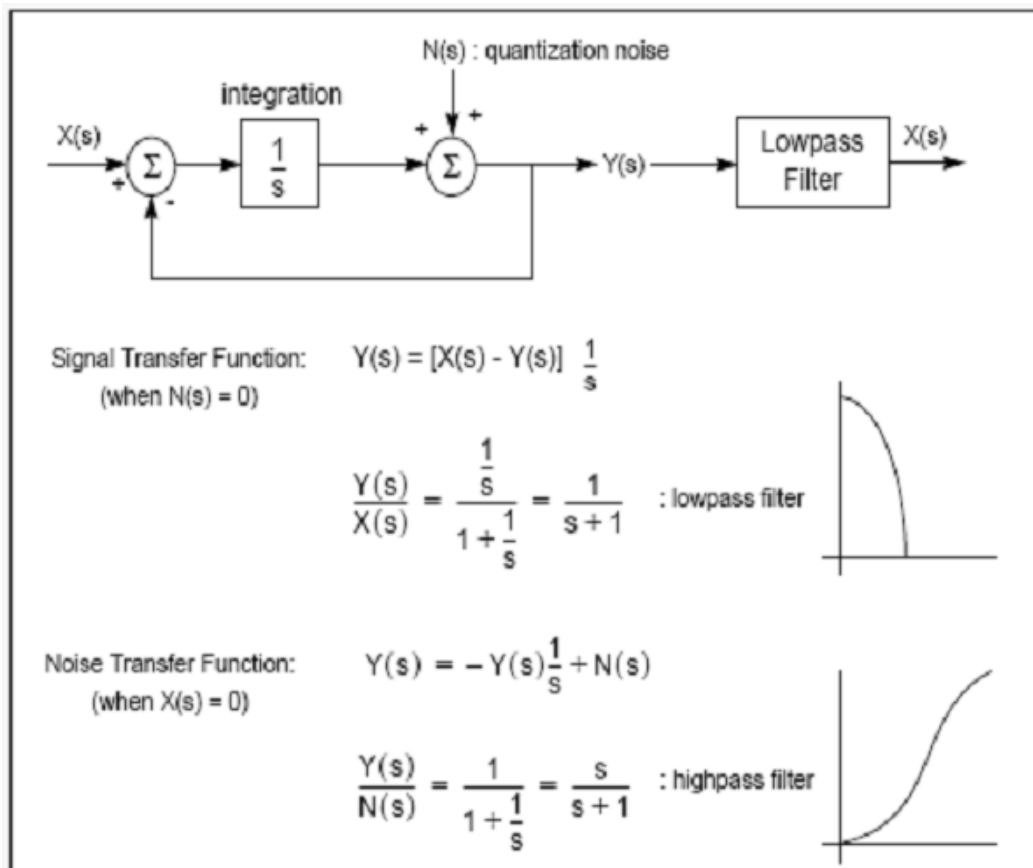 N(s) : quantization noise
integration
X(s)
+
Σ
-
1/s
+
+
Σ
Y(s)
Lowpass
Filter
X(s)
Signal Transfer Function:
(when N(s) = 0)
Y(s) = [X(s) - Y(s)] 1/s
Y(s)/X(s) = (1/s)/(1 + 1/s) = 1/(s + 1) : lowpass filter
Noise Transfer Function:
(when X(s) = 0)
Y(s) = - Y(s) 1/s + N(s)
Y(s)/N(s) = 1/(1 + 1/s) = s/(s + 1) : highpass filter